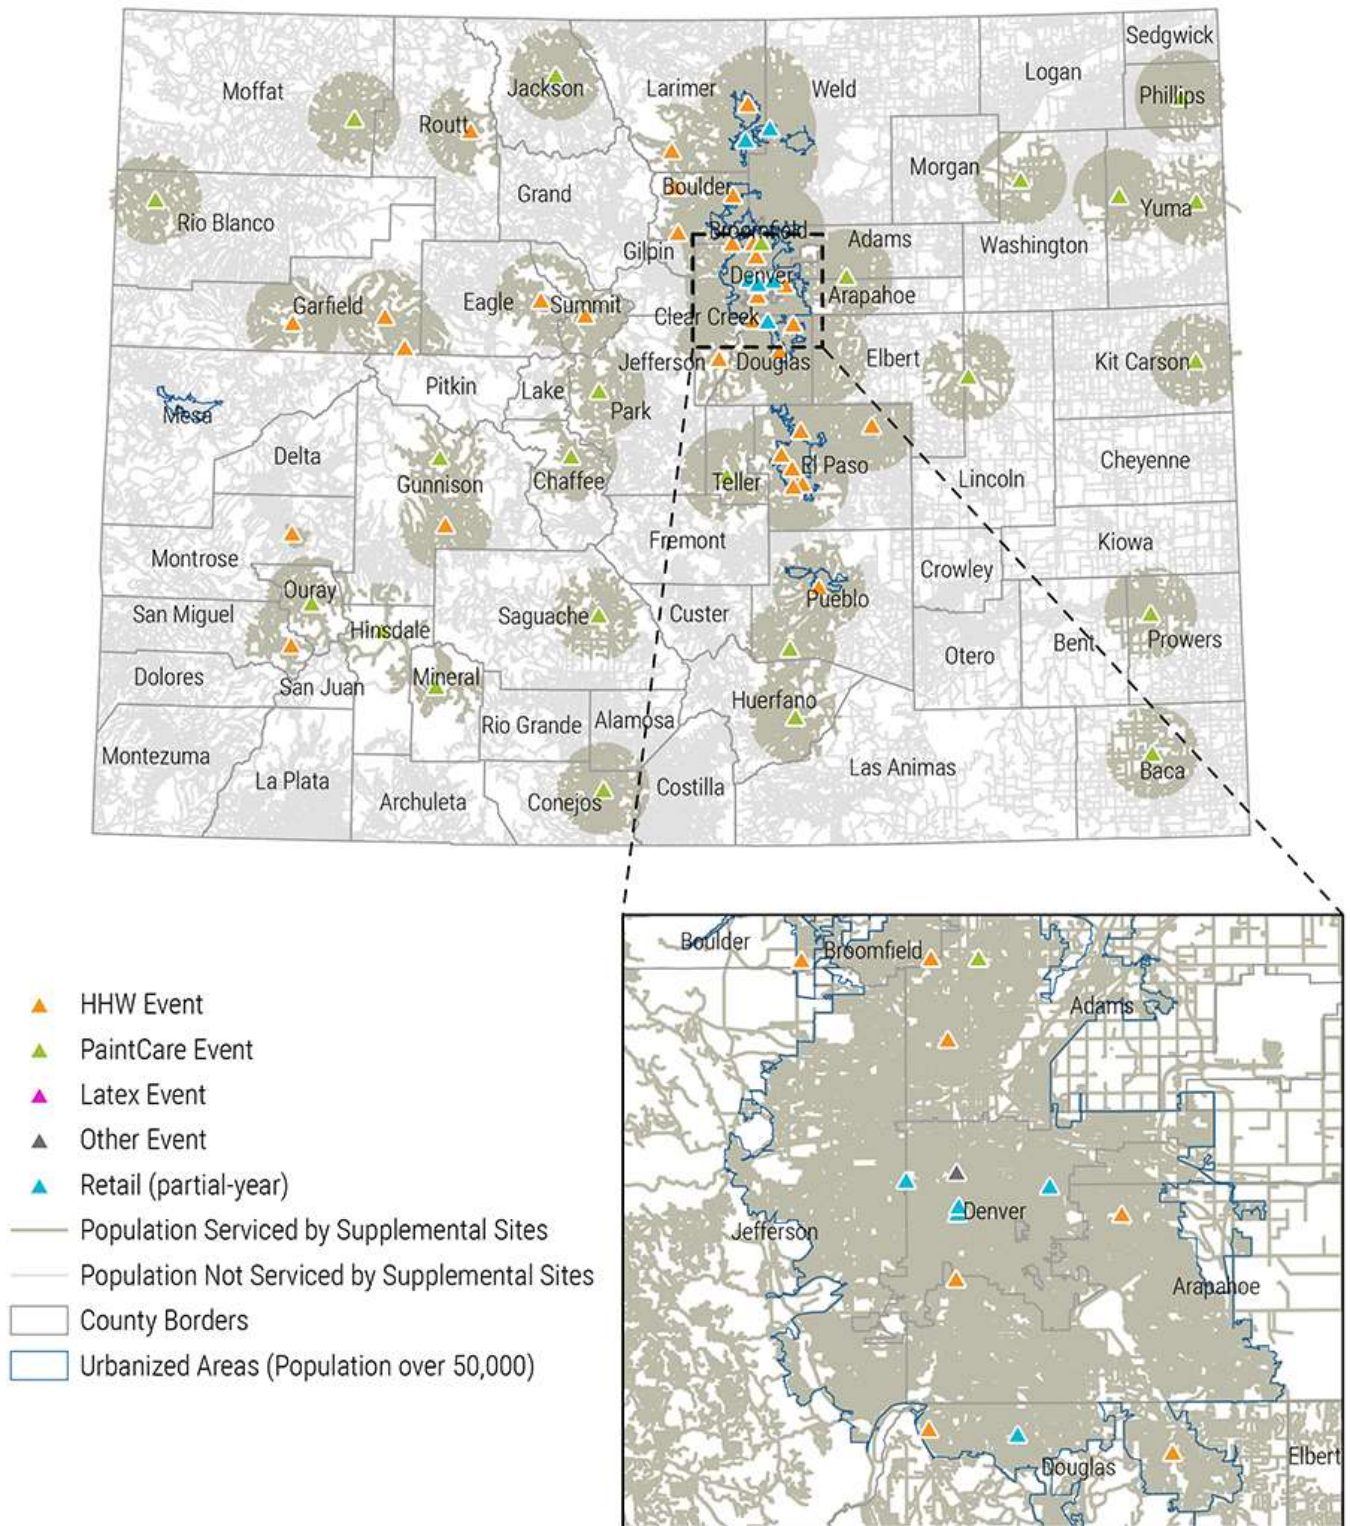 Sedgwick
Moffat
Jackson
Larimer
Weld
Logan
Phillips
Routt
Grand
Boulder
Morgan
Yuma
Rio Blanco
Gilpin
Broomfield
Adams
Washington
Denver
Garfield
Eagle
Summit
Clear Creek
Arapahoe
Jefferson
Douglas
Elbert
Kit Carson
Pitkin
Lake
Park
Mesa
Delta
Gunnison
Chaffee
Teller
El Paso
Lincoln
Cheyenne
Montrose
Fremont
Crowley
Kiowa
Ouray
San Miguel
Hinsdale
Saguache
Custer
Pueblo
Otero
Bent
Prowers
Dolores
San Juan
Mineral
Rio Grande
Alamosa
Huerfano
Montezuma
La Plata
Archuleta
Conejos
Costilla
Las Animas
Baca
HHW Event
PaintCare Event
Latex Event
Other Event
Retail (partial-year)
Population Serviced by Supplemental Sites
Population Not Serviced by Supplemental Sites
County Borders
Urbanized Areas (Population over 50,000)
Boulder
Broomfield
Adams
Denver
Jefferson
Arapahoe
Douglas
Elbert